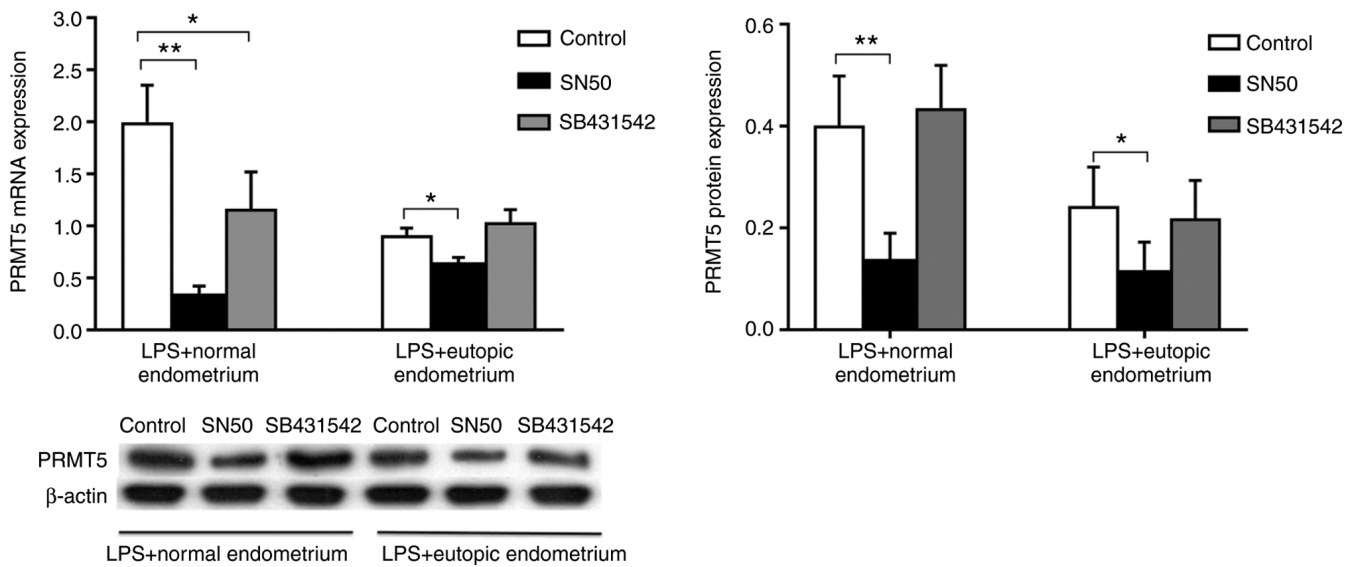 PRMT5 mRNA expression
3.0
2.5
2.0
1.5
1.0
0.5
0.0
*
**
*
Control
SN50
SB431542
LPS+normal
endometrium
LPS+eutopic
endometrium
PRMT5 protein expression
0.6
0.4
0.2
0.0
**
*
Control
SN50
SB431542
LPS+normal
endometrium
LPS+eutopic
endometrium
Control SN50 SB431542 Control SN50 SB431542
PRMT5
β-actin
LPS+normal endometrium LPS+eutopic endometrium